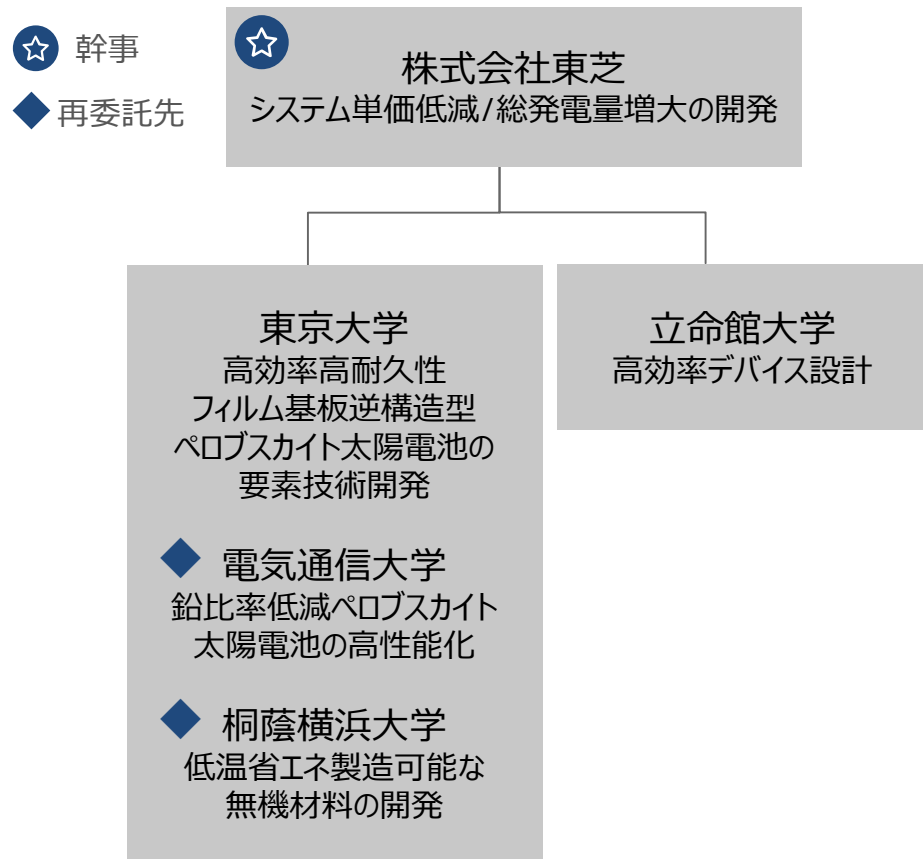 幹事
再委託先
株式会社東芝
システム単価低減/総発電量増大の開発
東京大学
高効率高耐久性
フィルム基板逆構造型
ペロブスカイト太陽電池の
要素技術開発
電気通信大学
鉛比率低減ペロブスカイト
太陽電池の高性能化
桐蔭横浜大学
低温省エネ製造可能な
無機材料の開発
立命館大学
高効率デバイス設計